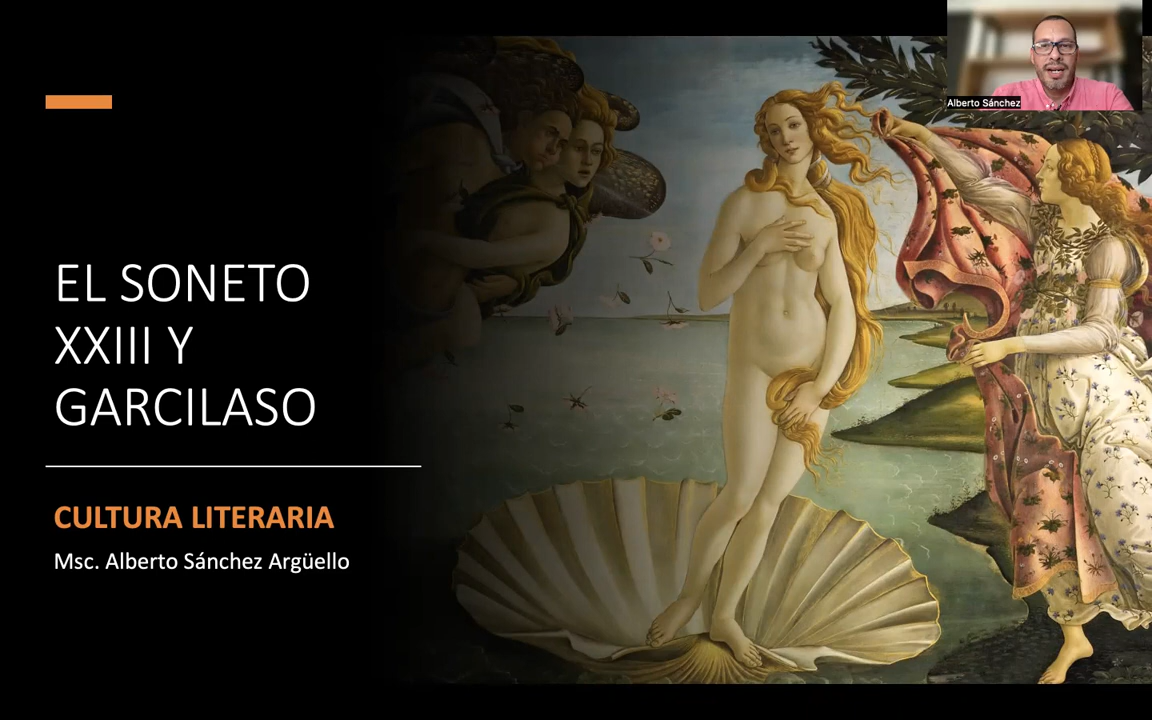 Alberto Sánchez
EL SONETO
XXIII Y
GARCILASO
CULTURA LITERARIA
Msc. Alberto Sánchez Argüello